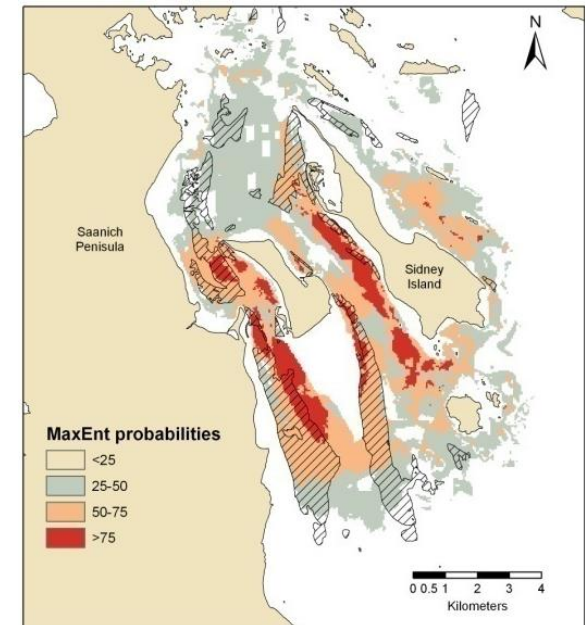 N
Saanich
Penisula
Sidney
Island
MaxEnt probabilities
<25
25-50
50-75
>75
0 0.5 1 2 3 4
Kilometers